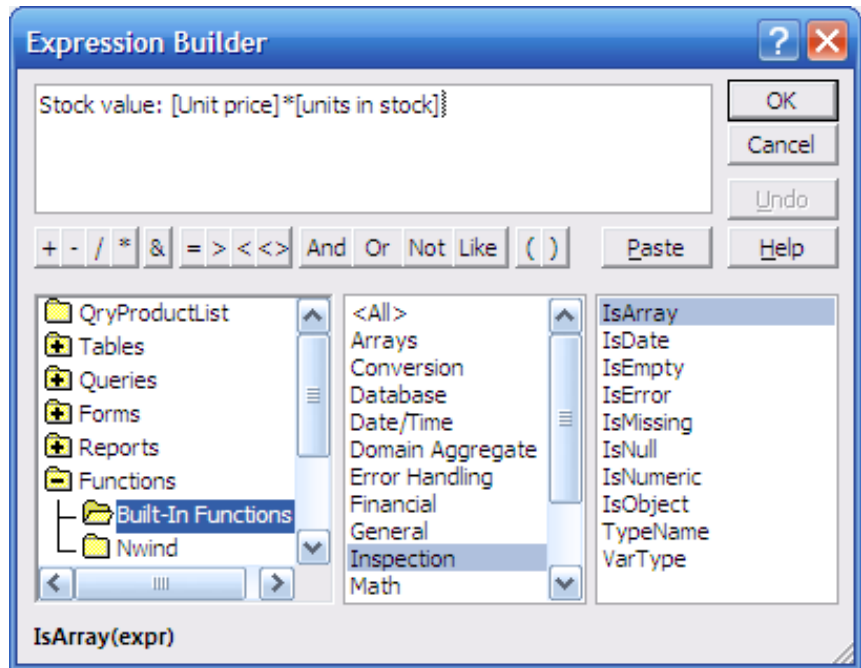 Expression Builder
Stock value: [Unit price]*[units in stock]
OK
Cancel
Undo
+ - / * & = > < <> And Or Not Like ( ) Paste Help
QryProductList
Tables
Queries
Forms
Reports
Functions
Built-In Functions
Nwind
<All>
Arrays
Conversion
Database
Date/Time
Domain Aggregate
Error Handling
Financial
General
Inspection
Math
IsArray
IsDate
IsEmpty
IsError
IsMissing
IsNull
IsNumeric
IsObject
TypeName
VarType
IsArray(expr)